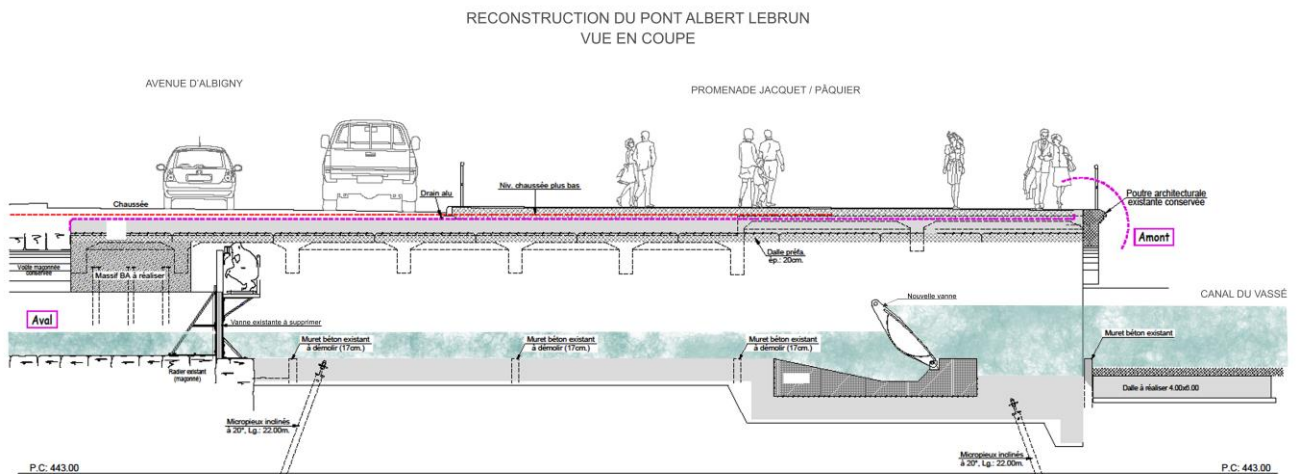 RECONSTRUCTION DU PONT ALBERT LEBRUN
VUE EN COUPE
AVENUE D'ALBIGNY
PROMENADE JACQUET / PÂQUIER
Chaussée
Drain alu
Niv. chaussée plus bas
Poutre architecturale
existante conservée
Amont
Dalle préfa
ép.: 20cm.
Voûte maçonnée
conservée
Massif BA à réaliser
CANAL DU VASSÉ
Nouvelle vanne
Aval
Vanne existante à supprimer
Muret béton existant
à démolir (17cm.)
Muret béton existant
à démolir (17cm.)
Muret béton existant
à démolir (17cm.)
Muret béton existant
Radier existant
(maçonné)
Dalle à réaliser 4.00x6.00
Micropieux inclinés
à 20°, Lg.: 22.00m.
Micropieux inclinés
à 20°, Lg.: 22.00m.
P.C: 443.00
P.C: 443.00